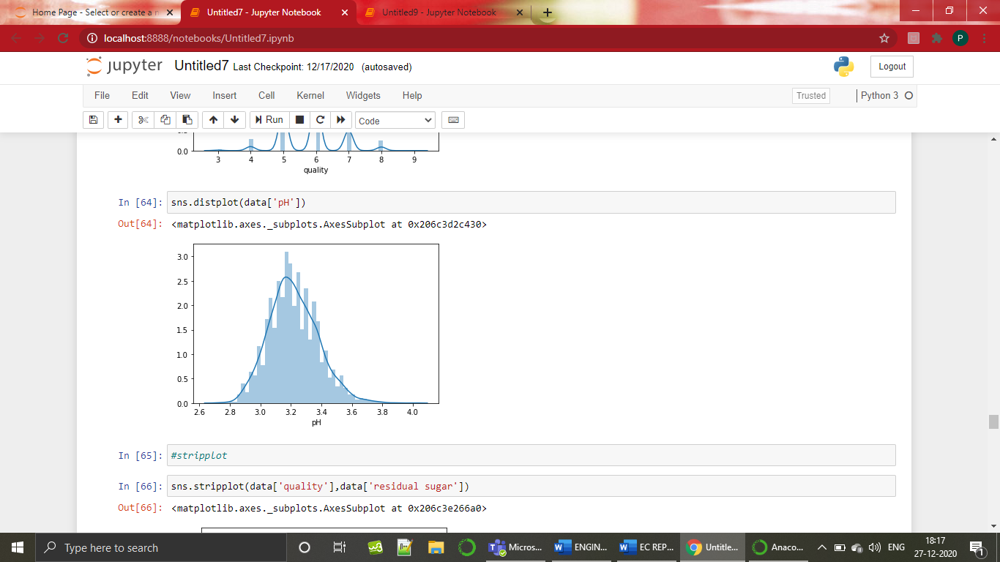 Home Page - Select or create a n
Untitled7 - Jupyter Notebook
Untitled9 - Jupyter Notebook
localhost:8888/notebooks/Untitled7.ipynb
P
jupyter Untitled7 Last Checkpoint: 12/17/2020 (autosaved)
Logout
File Edit View Insert Cell Kernel Widgets Help
Trusted
Python 3
Run
Code
0.0
3 4 5 6 7 8 9
quality
In [64]: sns.distplot(data['pH'])
Out[64]: <matplotlib.axes._subplots.AxesSubplot at 0x206c3d2c430>
3.0
2.5
2.0
1.5
1.0
0.5
0.0
2.6 2.8 3.0 3.2 3.4 3.6 3.8 4.0
pH
In [65]: #stripplot
In [66]: sns.stripplot(data['quality'],data['residual sugar'])
Out[66]: <matplotlib.axes._subplots.AxesSubplot at 0x206c3e266a0>
Type here to search
Micros...
ENGIN...
EC REP...
Untitle...
Anaco...
ENG
18:17
27-12-2020
1